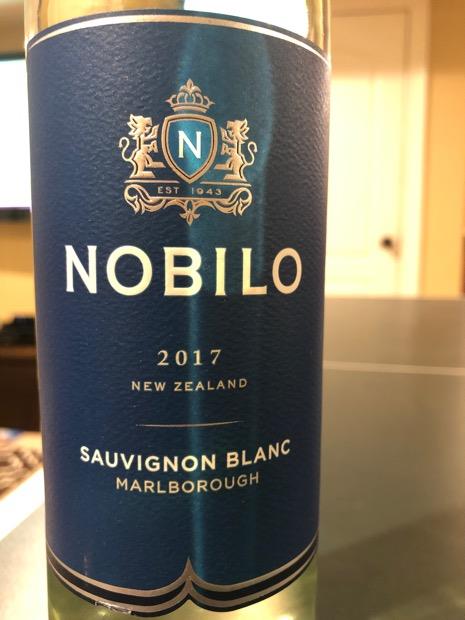 N
EST 1943
NOBILO
2017
NEW ZEALAND
SAUVIGNON BLANC
MARLBOROUGH